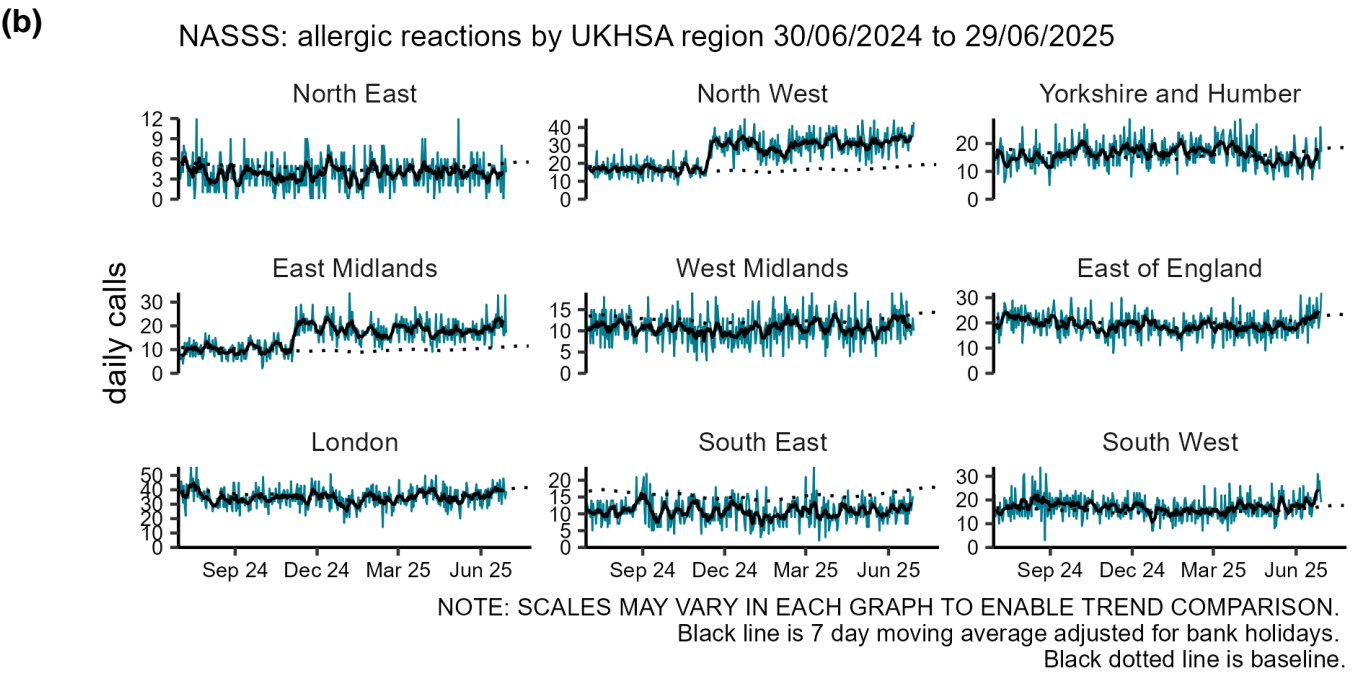 (b)
NASSS: allergic reactions by UKHSA region 30/06/2024 to 29/06/2025
daily calls
North East
12
9
6
3
0
North West
40
30
20
10
0
Yorkshire and Humber
20
10
0
East Midlands
30
20
10
0
West Midlands
15
10
5
0
East of England
30
20
10
0
London
50
40
30
20
10
0
Sep 24 Dec 24 Mar 25 Jun 25
South East
20
15
10
5
0
Sep 24 Dec 24 Mar 25 Jun 25
South West
30
20
10
0
Sep 24 Dec 24 Mar 25 Jun 25
NOTE: SCALES MAY VARY IN EACH GRAPH TO ENABLE TREND COMPARISON.
Black line is 7 day moving average adjusted for bank holidays.
Black dotted line is baseline.